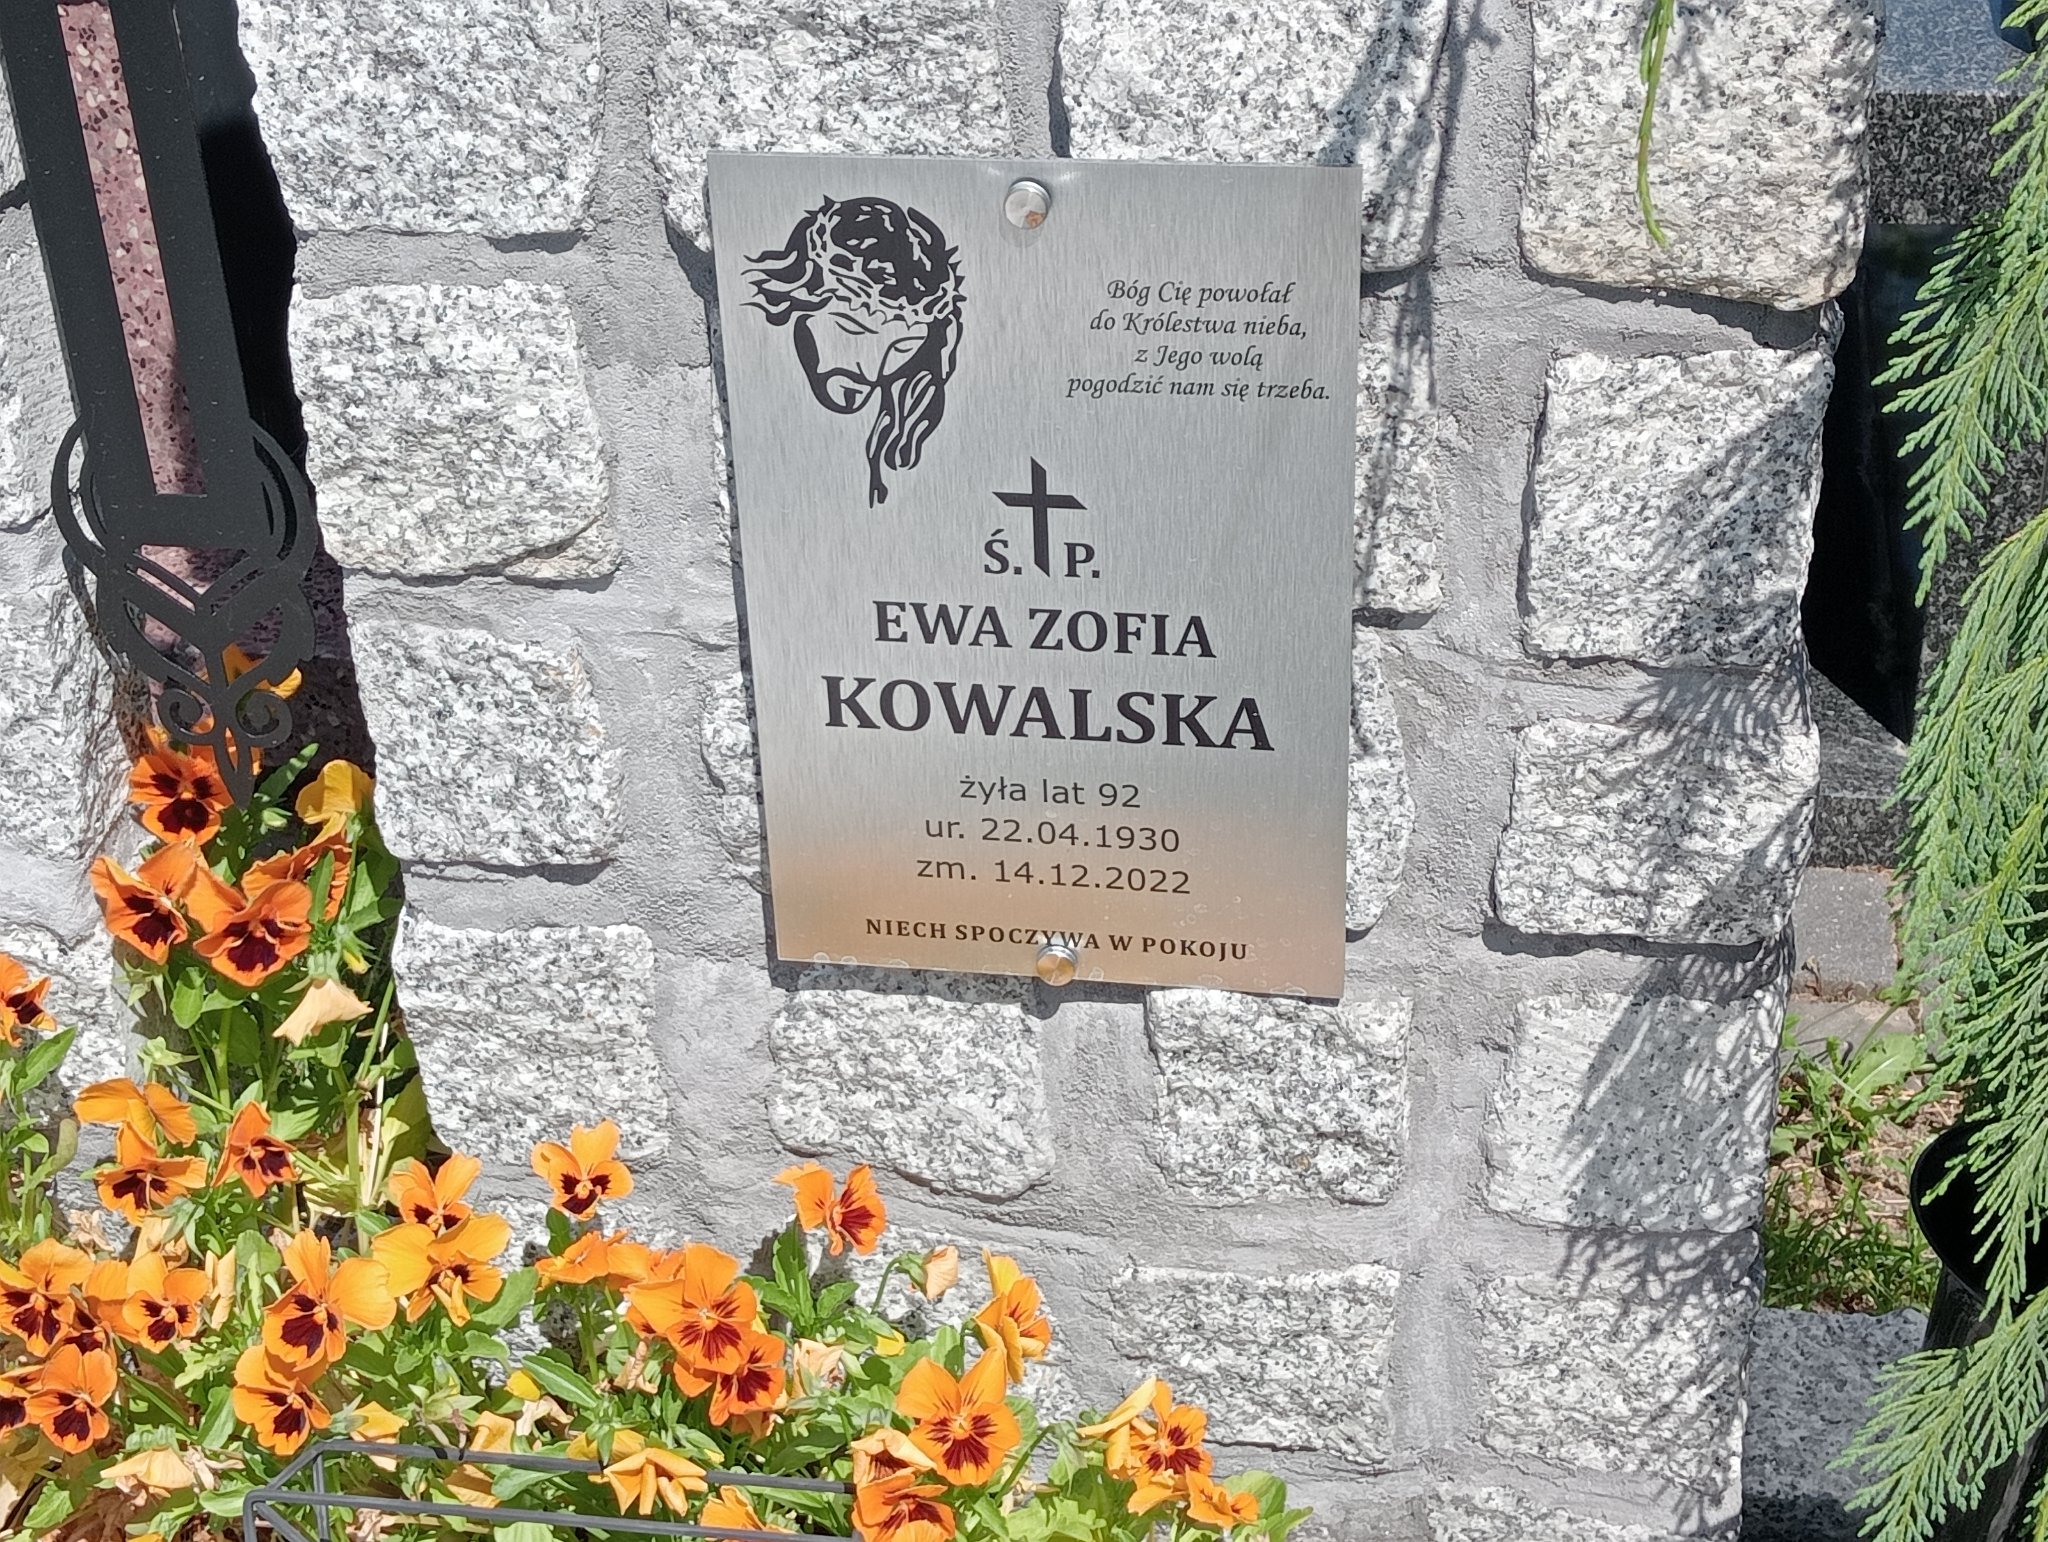 Bóg Cię powołał
do Królestwa nieba,
z Jego wolą
pogodzić nam się trzeba.
Ś. P.
EWA ZOFIA
KOWALSKA
żyła lat 92
ur. 22.04.1930
zm. 14.12.2022
NIECH SPOCZYWA W POKOJU